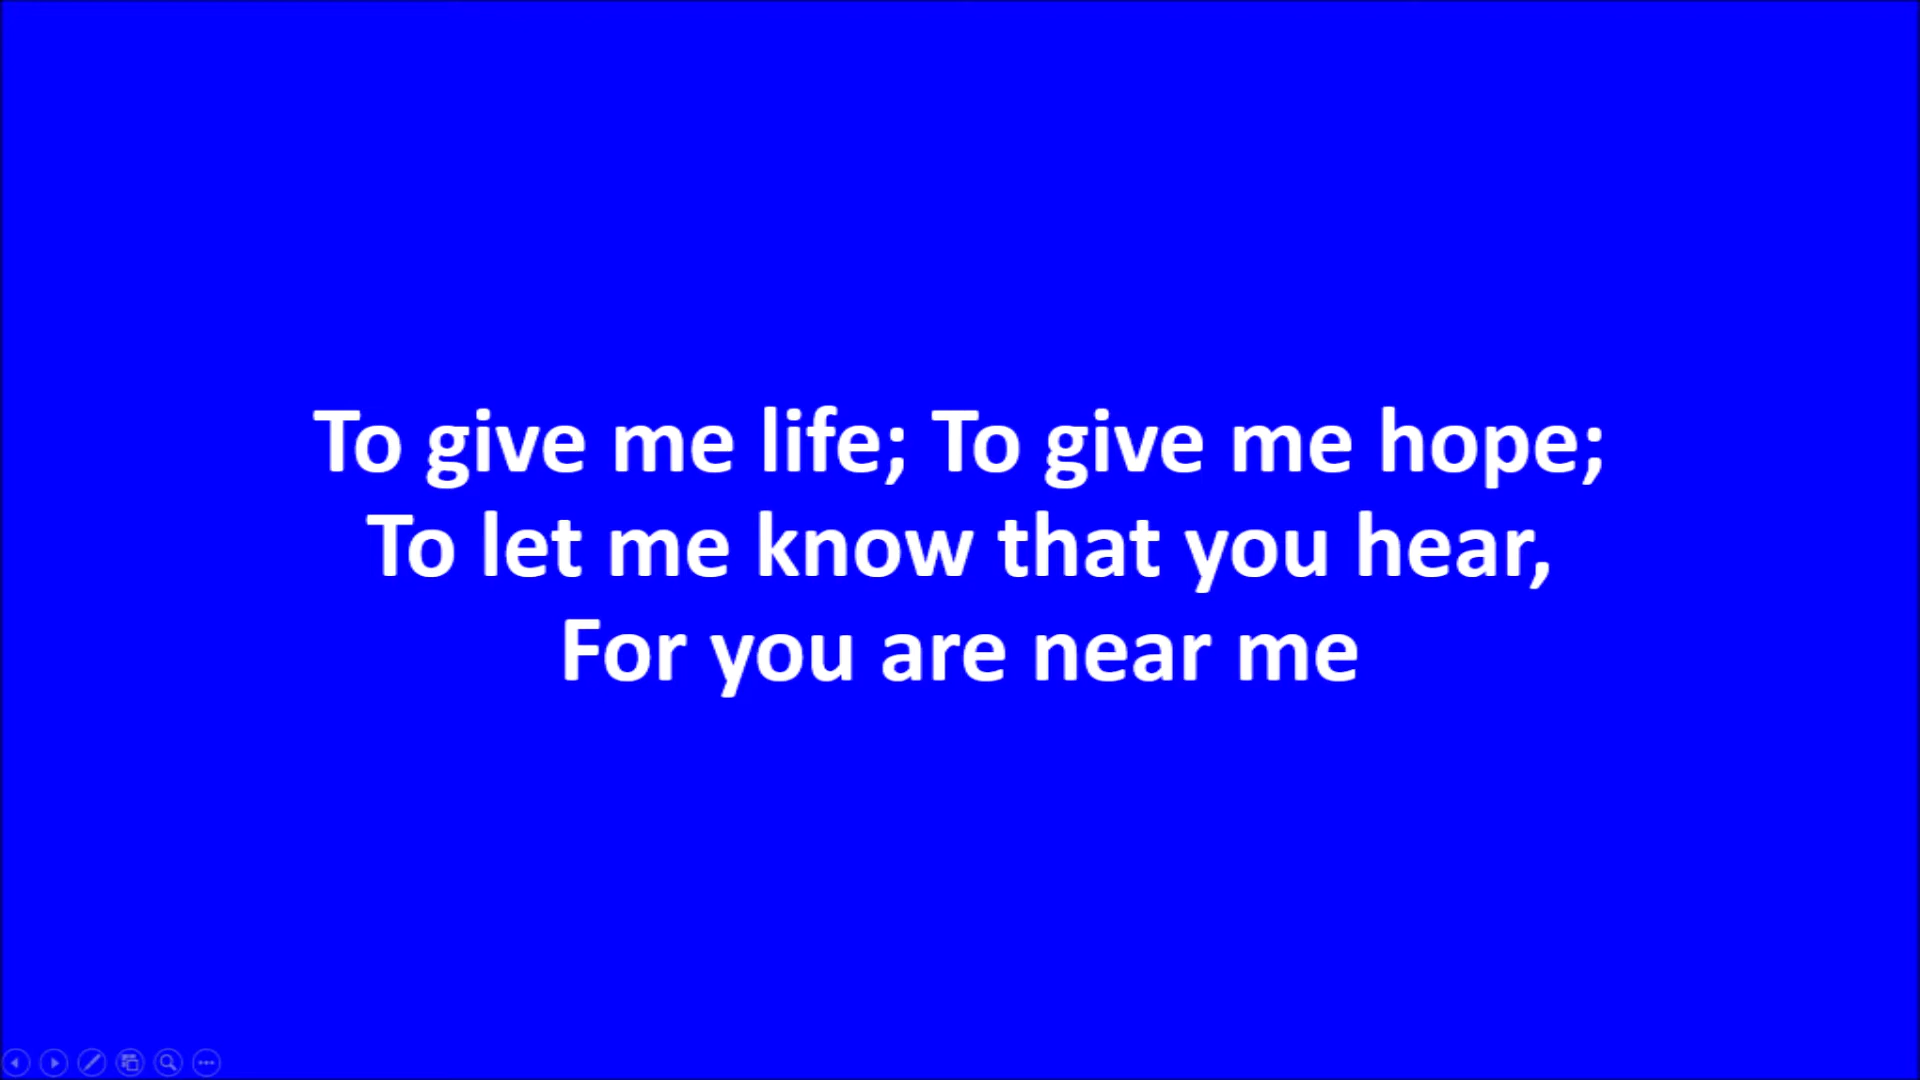 To give me life; To give me hope;
To let me know that you hear,
For you are near me